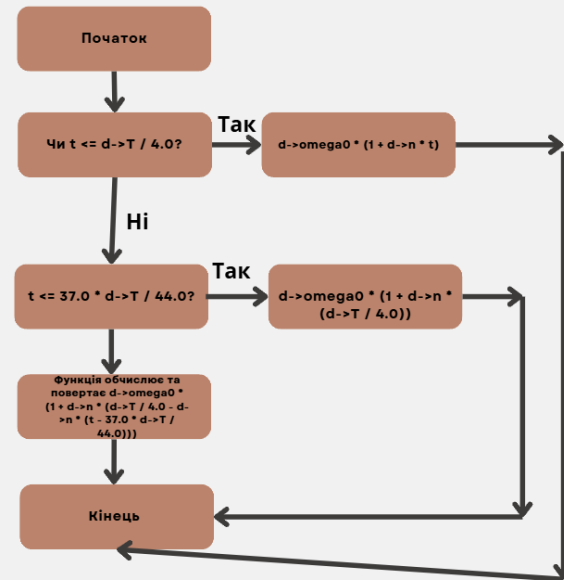 Початок
Чи t <= d->T / 4.0?
Так
d->omega0 * (1 + d->n * t)
Ні
t <= 37.0 * d->T / 44.0?
Так
d->omega0 * (1 + d->n *
(d->T / 4.0))
Функція обчислює та
повертає d->omega0 *
(1 + d->n * (d->T / 4.0 - d-
>n * (t - 37.0 * d->T /
44.0)))
Кінець